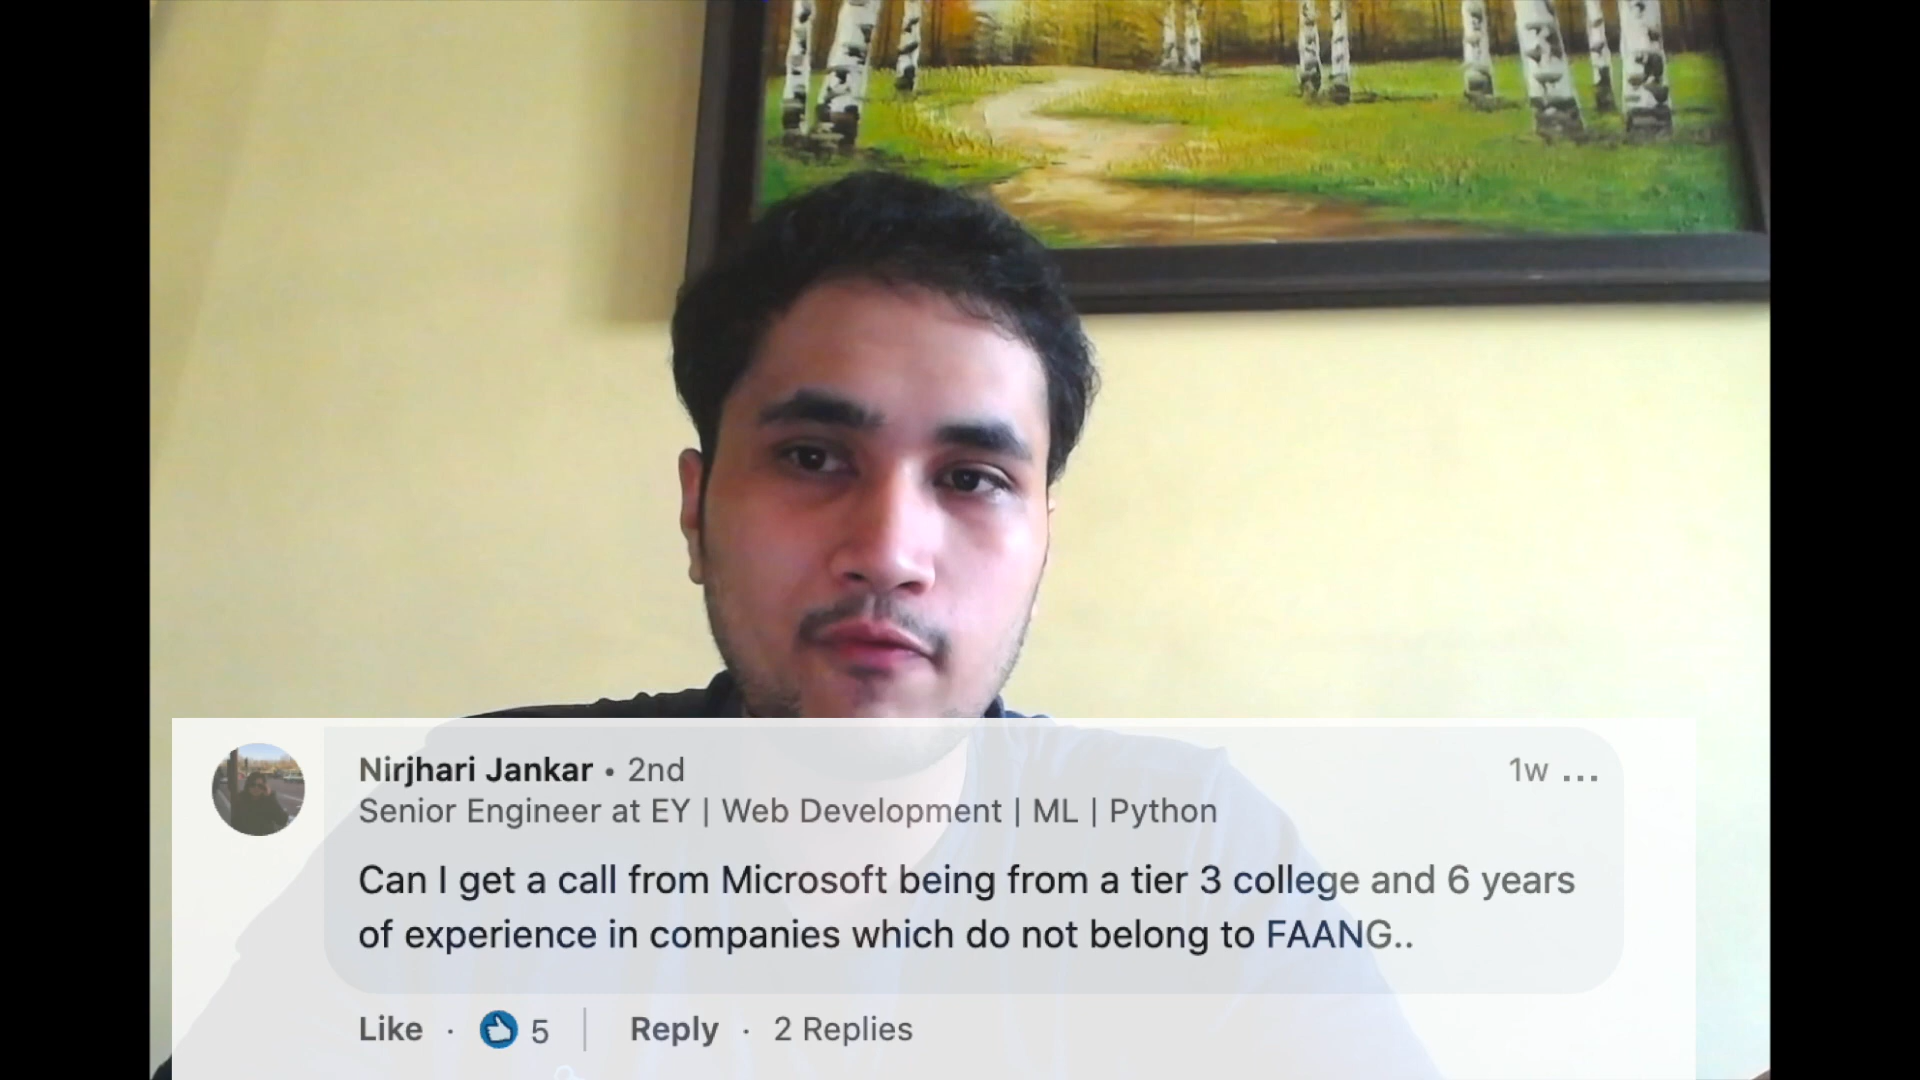 Nirjhari Jankar • 2nd
1w ...
Senior Engineer at EY | Web Development | ML | Python
Can I get a call from Microsoft being from a tier 3 college and 6 years
of experience in companies which do not belong to FAANG..
Like · 5 | Reply · 2 Replies